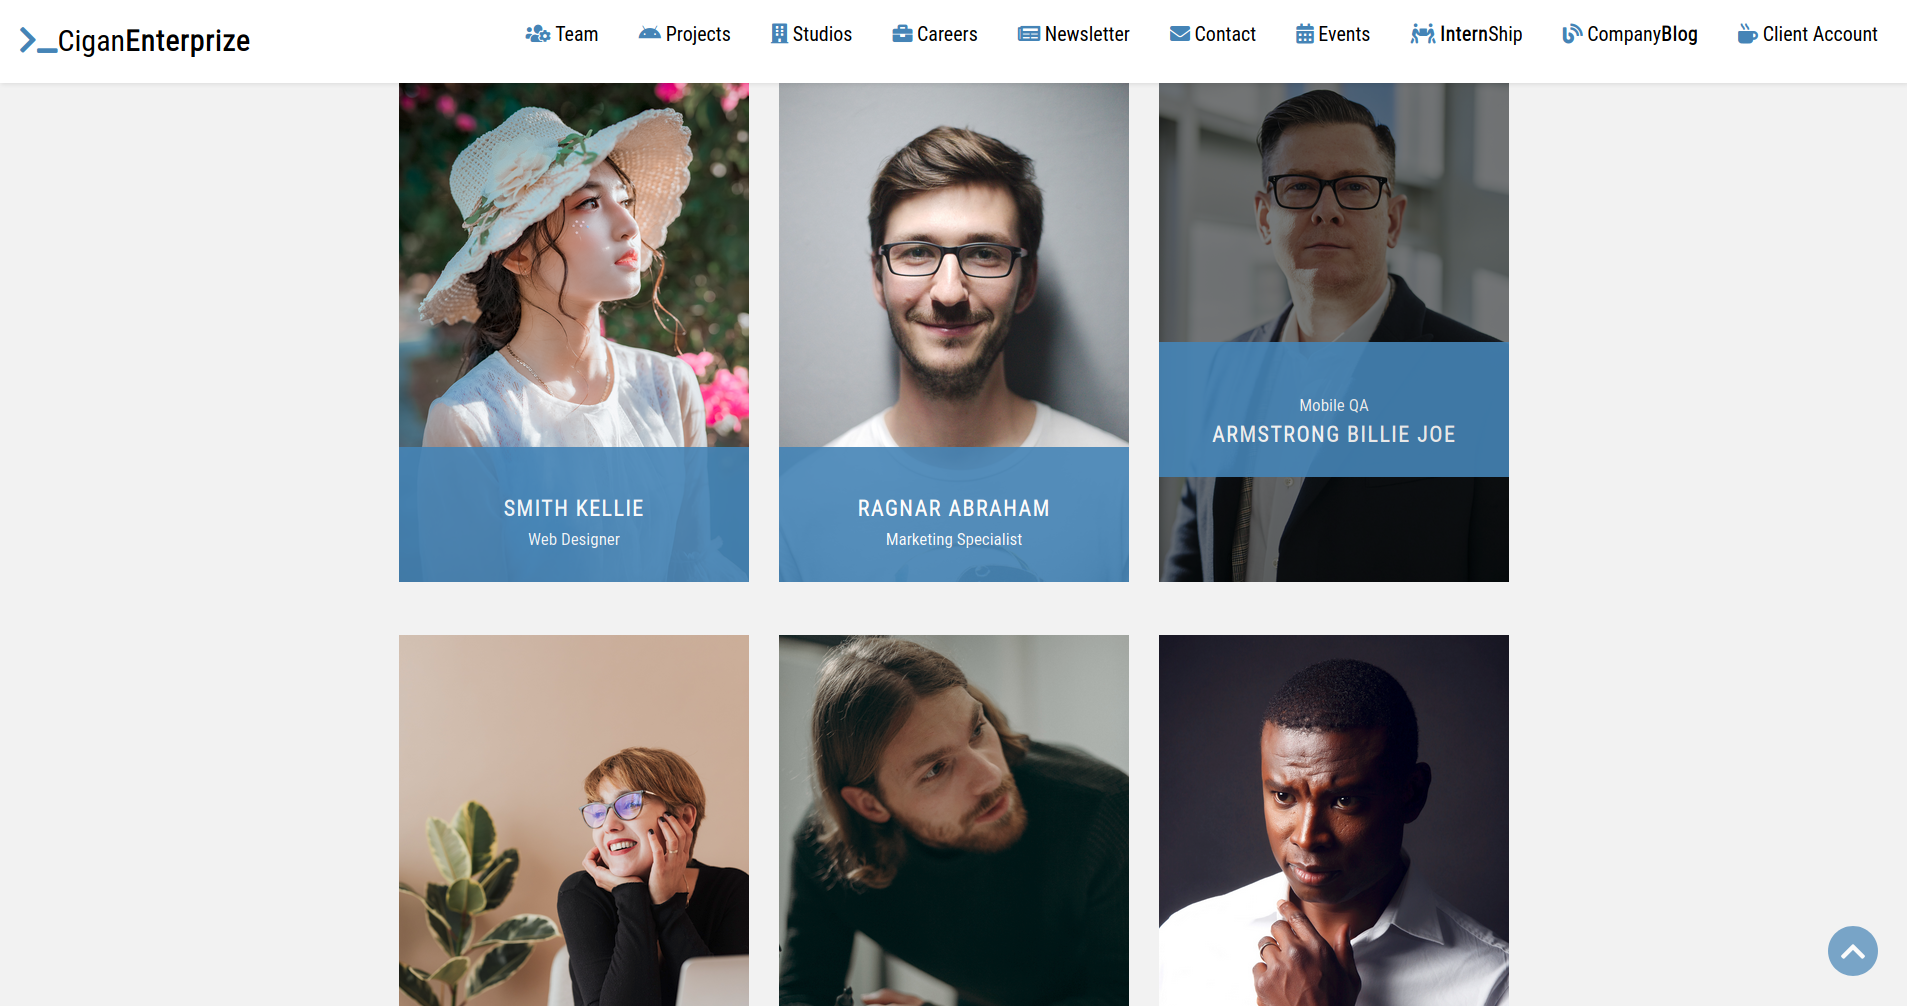 CiganEnterprize
Team
Projects
Studios
Careers
Newsletter
Contact
Events
InternShip
CompanyBlog
Client Account
SMITH KELLIE
Web Designer
RAGNAR ABRAHAM
Marketing Specialist
Mobile QA
ARMSTRONG BILLIE JOE